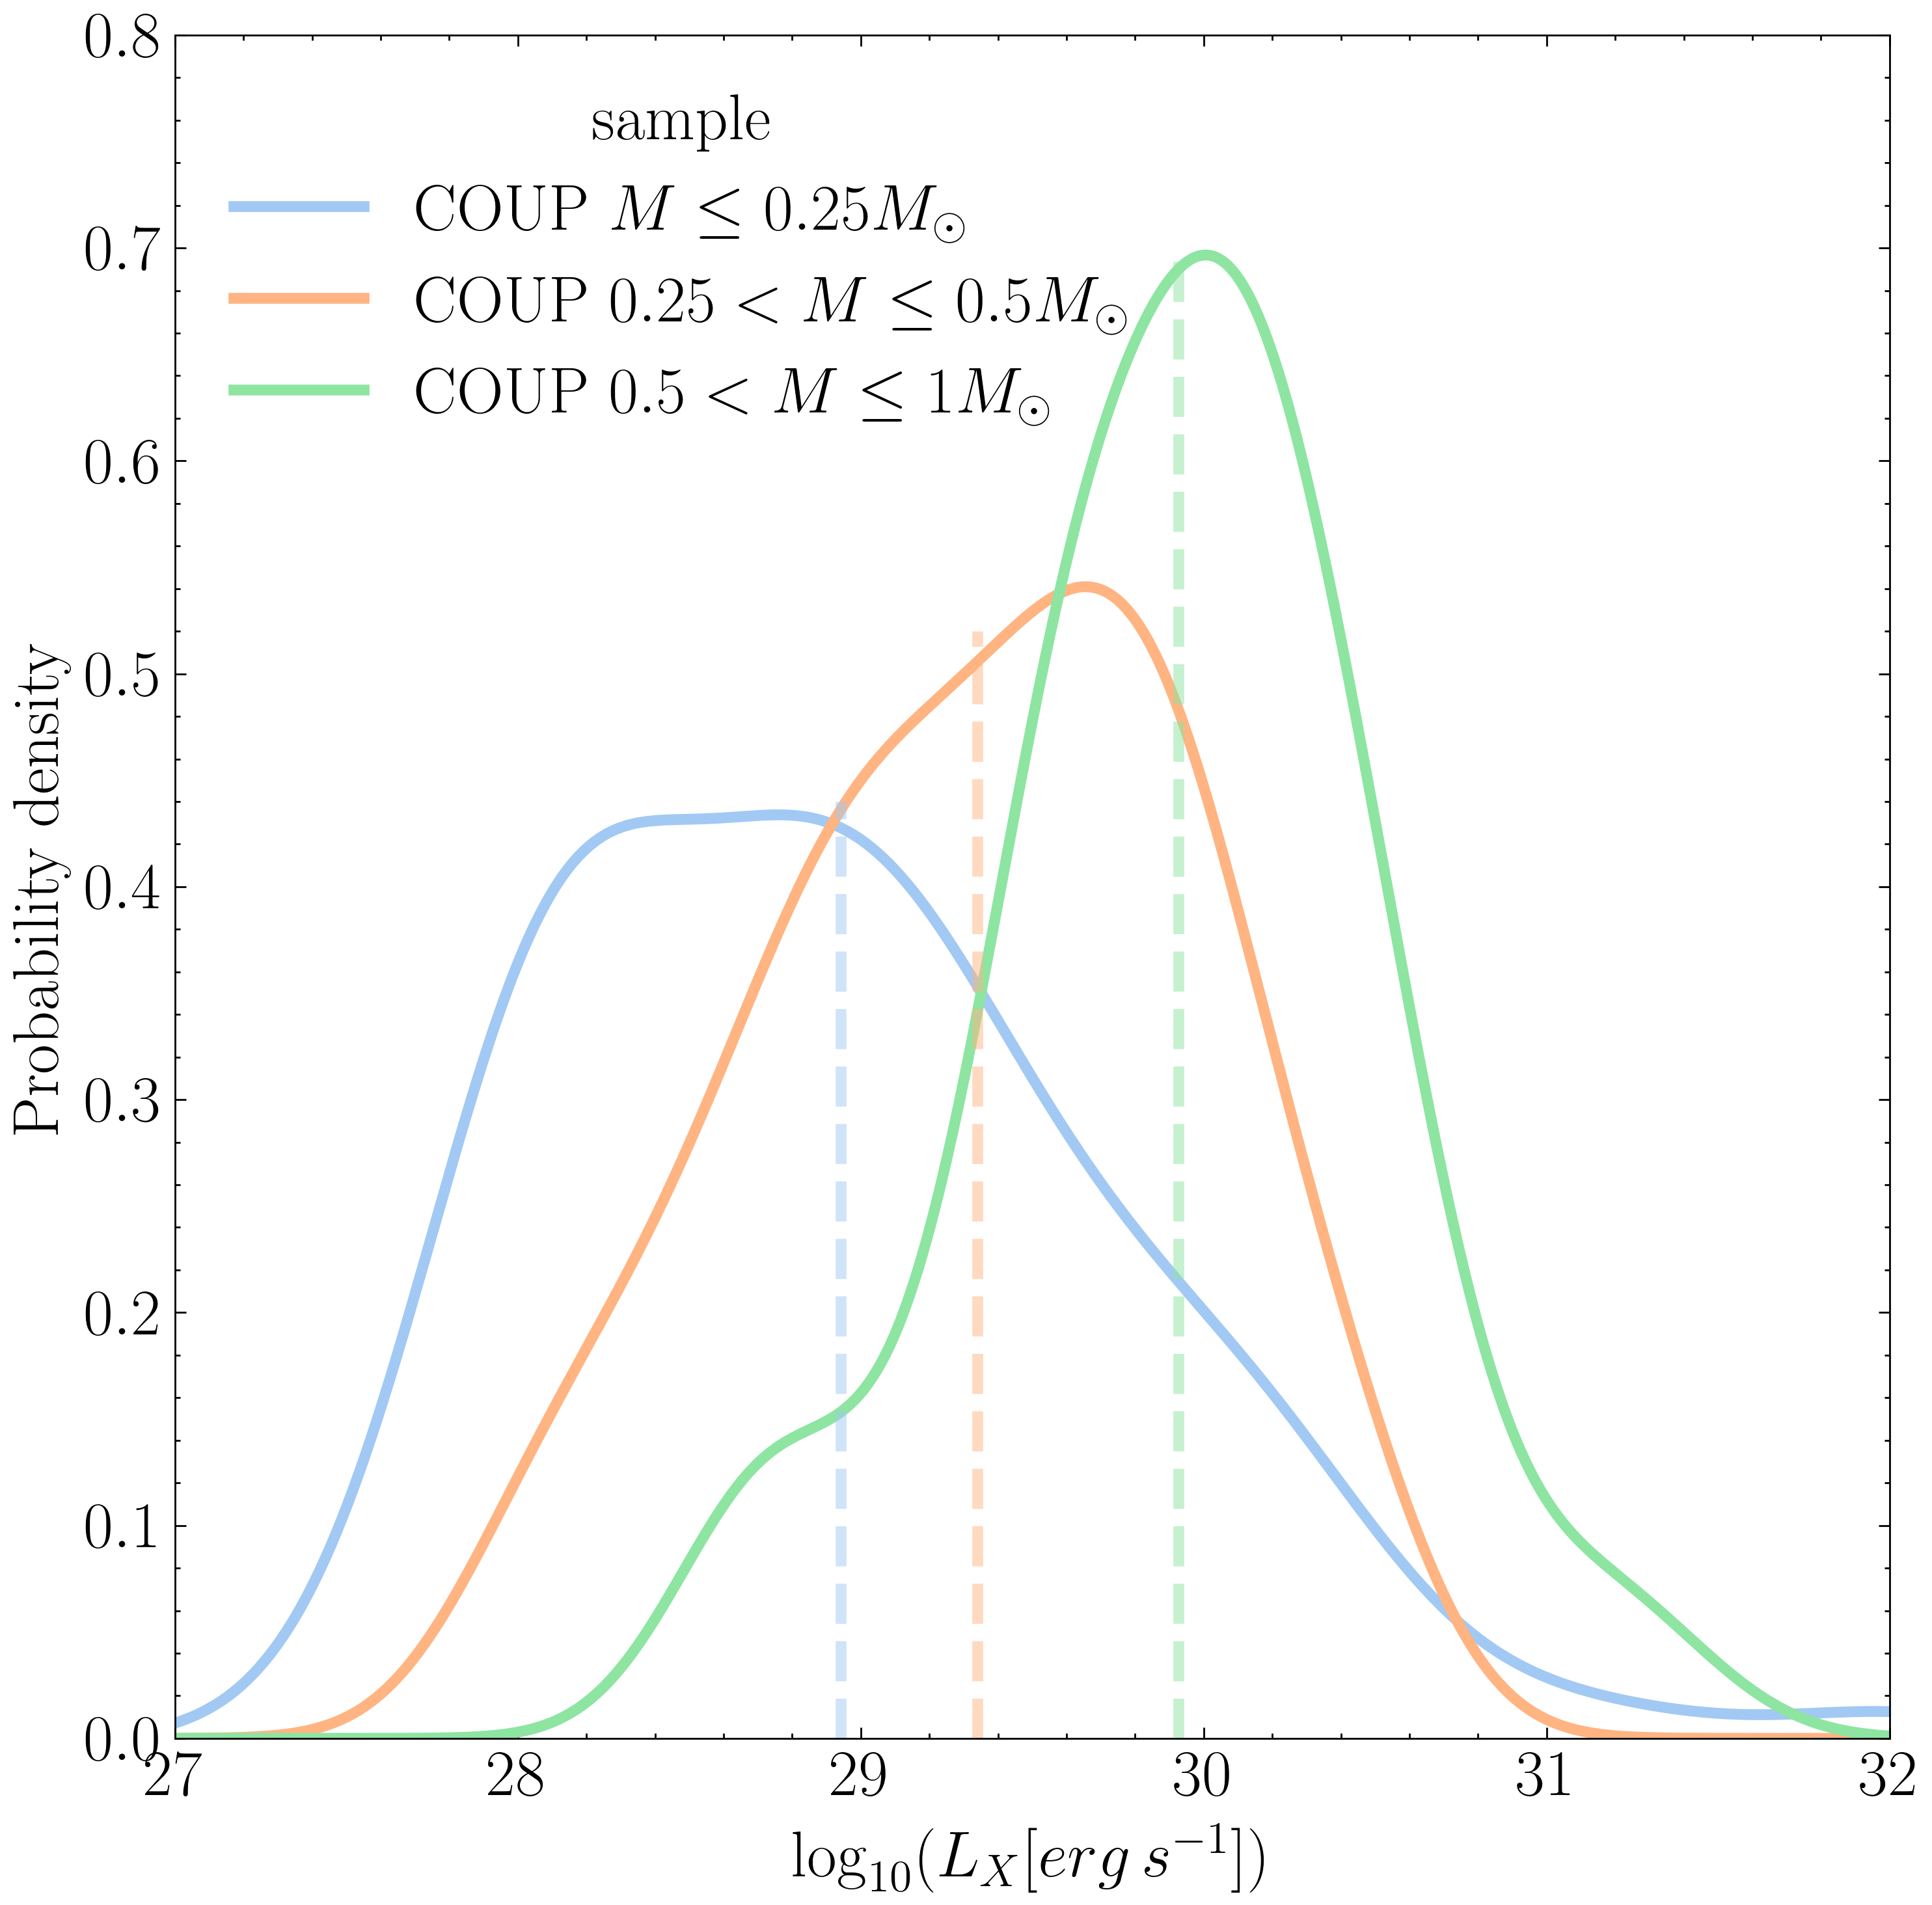 0.8
0.7
0.6
0.5
0.4
0.3
0.2
0.1
0.0
Probability density
sample
COUP M ≤ 0.25M⊙
COUP 0.25 < M ≤ 0.5M⊙
COUP 0.5 < M ≤ 1M⊙
27 28 29 30 31 32
log₁₀(L_X[erg s⁻¹])